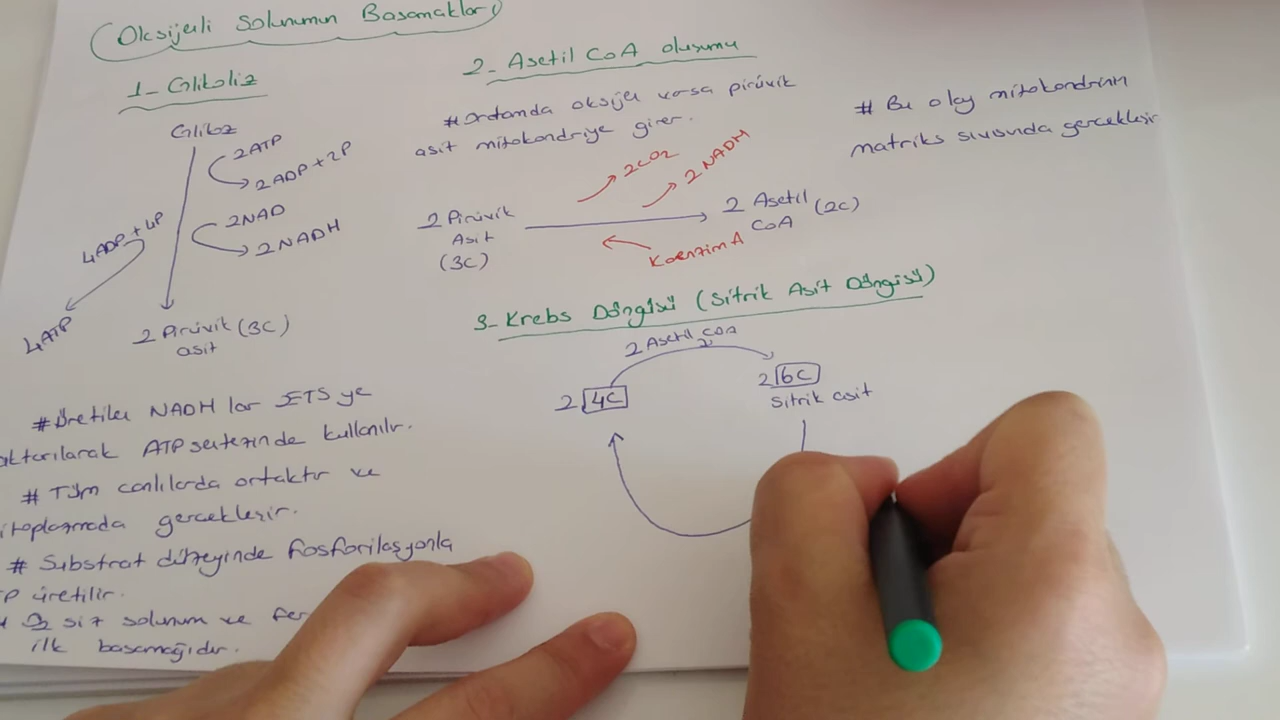 Oksijenli Solunumun Basamakları
1- Glikoliz
Glikoz
2ATP
2ADP+2P
2NAD
2NADH
4ADP+4P
4ATP
2 Pirüvik (3C)
asit
# Üretilen NADH lar ETS ye
aktarılarak ATP sentezinde kullanılır.
# Tüm canlılarda ortaktır ve
itoplazmada gerçekleşir.
# Substrat düzeyinde fosforilasyonla
P üretilir.
# O2 siz solunum ve fer
ilk basamağıdır.
2- Asetil CoA oluşumu
# Ortamda oksijen varsa pirüvik
asit mitokondriye girer.
2CO2
2 NADH
2 Pirüvik
Asit
(3C)
2 Asetil (2C)
CoA
Koenzim A
# Bu olay mitokondrinin
matriks sıvısında gerçekleşir
3- Krebs Döngüsü (Sitrik Asit Döngüsü)
2 Asetil CoA
2 4C
2 6C
Sitrik asit